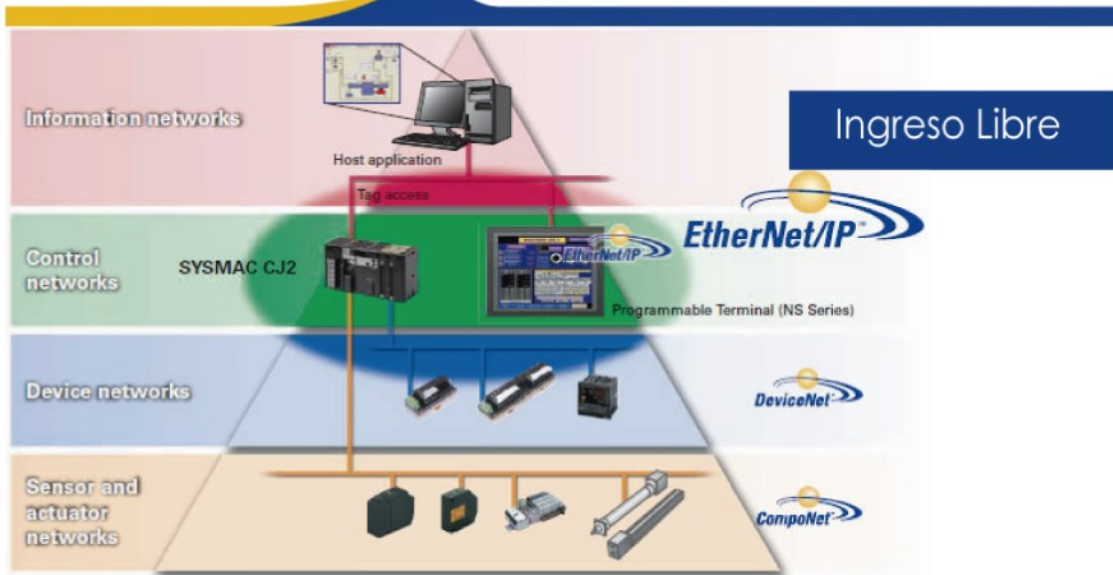 Information networks
Host application
Tag access
Ingreso Libre
EtherNet/IP™
Control
networks
SYSMAC CJ2
EtherNet/IP
Programmable Terminal (NS Series)
Device networks
DeviceNet
Sensor and
actuator
networks
CompoNet